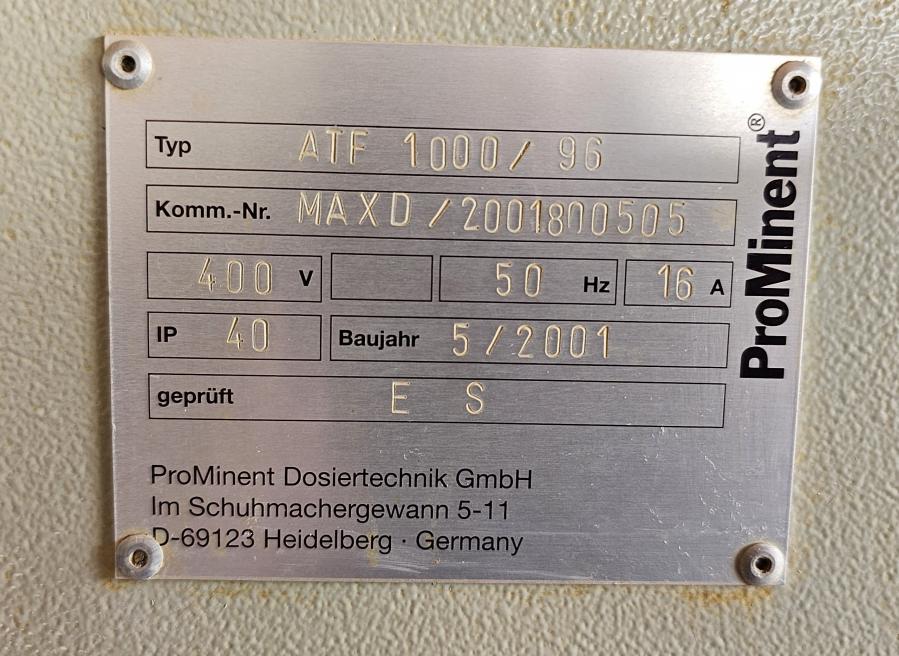 Typ ATF 1000/ 96
Komm.-Nr. MAXD/2001800505
400 V 50 Hz 16 A
IP 40 Baujahr 5/2001
geprüft E S
ProMinent®
ProMinent Dosiertechnik GmbH
Im Schuhmachergewann 5-11
D-69123 Heidelberg · Germany